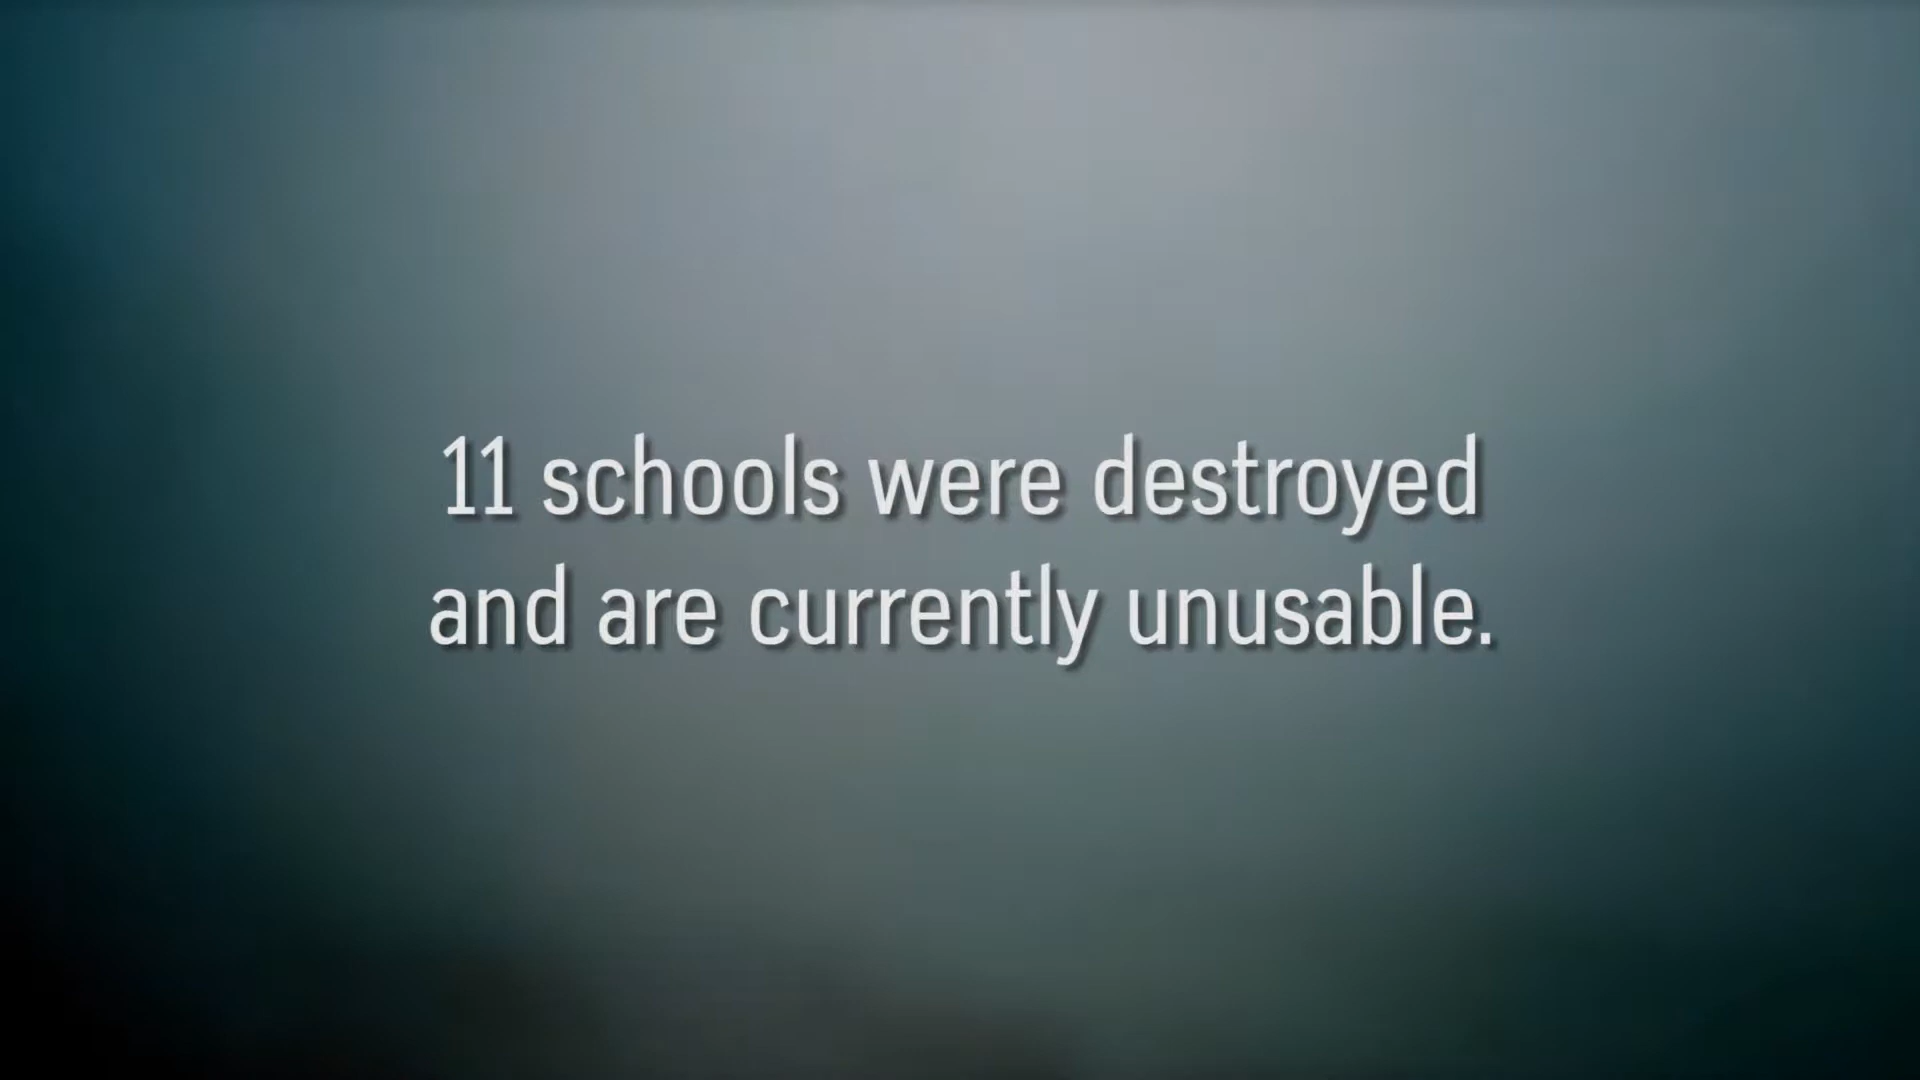 11 schools were destroyed
and are currently unusable.